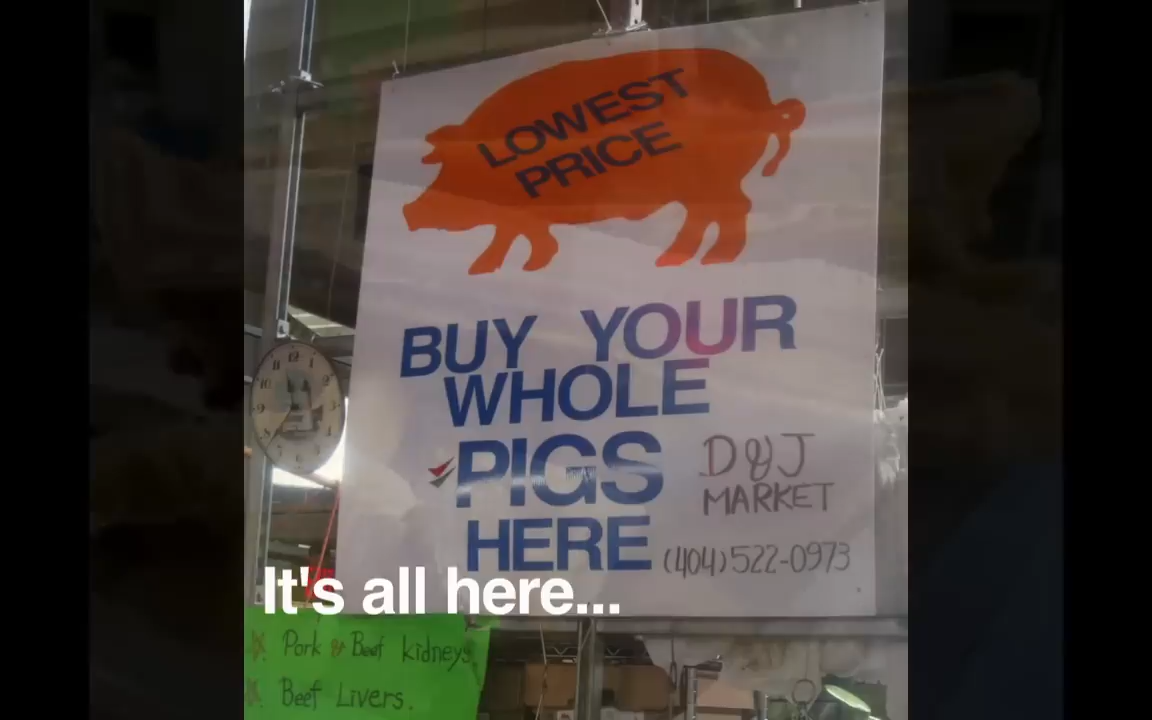 LOWEST
PRICE
BUY YOUR
WHOLE
PIGS
HERE
D&J
MARKET
(404)522-0973
It's all here...
Pork & Beef kidneys
Beef Livers.